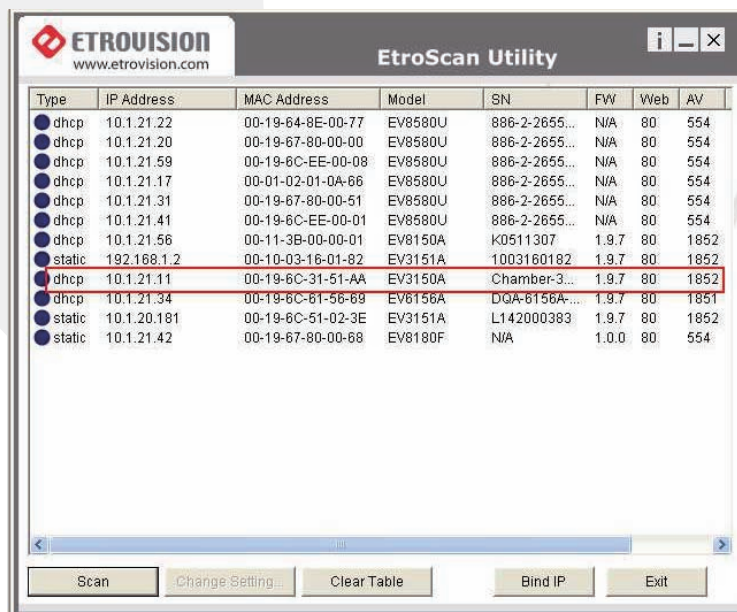 ETROVISION
www.etrovision.com
EtroScan Utility
Type IP Address MAC Address Model SN FW Web AV
dhcp 10.1.21.22 00-19-64-8E-00-77 EV8580U 886-2-2655... N/A 80 554
dhcp 10.1.21.20 00-19-67-80-00-00 EV8580U 886-2-2655... N/A 80 554
dhcp 10.1.21.59 00-19-6C-EE-00-08 EV8580U 886-2-2655... N/A 80 554
dhcp 10.1.21.17 00-01-02-01-0A-66 EV8580U 886-2-2655... N/A 80 554
dhcp 10.1.21.31 00-19-67-80-00-51 EV8580U 886-2-2655... N/A 80 554
dhcp 10.1.21.41 00-19-6C-EE-00-01 EV8580U 886-2-2655... N/A 80 554
dhcp 10.1.21.56 00-11-3B-00-00-01 EV8150A K0511307 1.9.7 80 1852
static 192.168.1.2 00-10-03-16-01-82 EV3151A 1003160182 1.9.7 80 1852
dhcp 10.1.21.11 00-19-6C-31-51-AA EV3150A Chamber-3... 1.9.7 80 1852
dhcp 10.1.21.34 00-19-6C-61-56-69 EV6156A DQA-6156A-... 1.9.7 80 1851
static 10.1.20.181 00-19-6C-51-02-3E EV3151A L142000383 1.9.7 80 1852
static 10.1.21.42 00-19-67-80-00-68 EV8180F N/A 1.0.0 80 554
Scan Change Setting... Clear Table Bind IP Exit